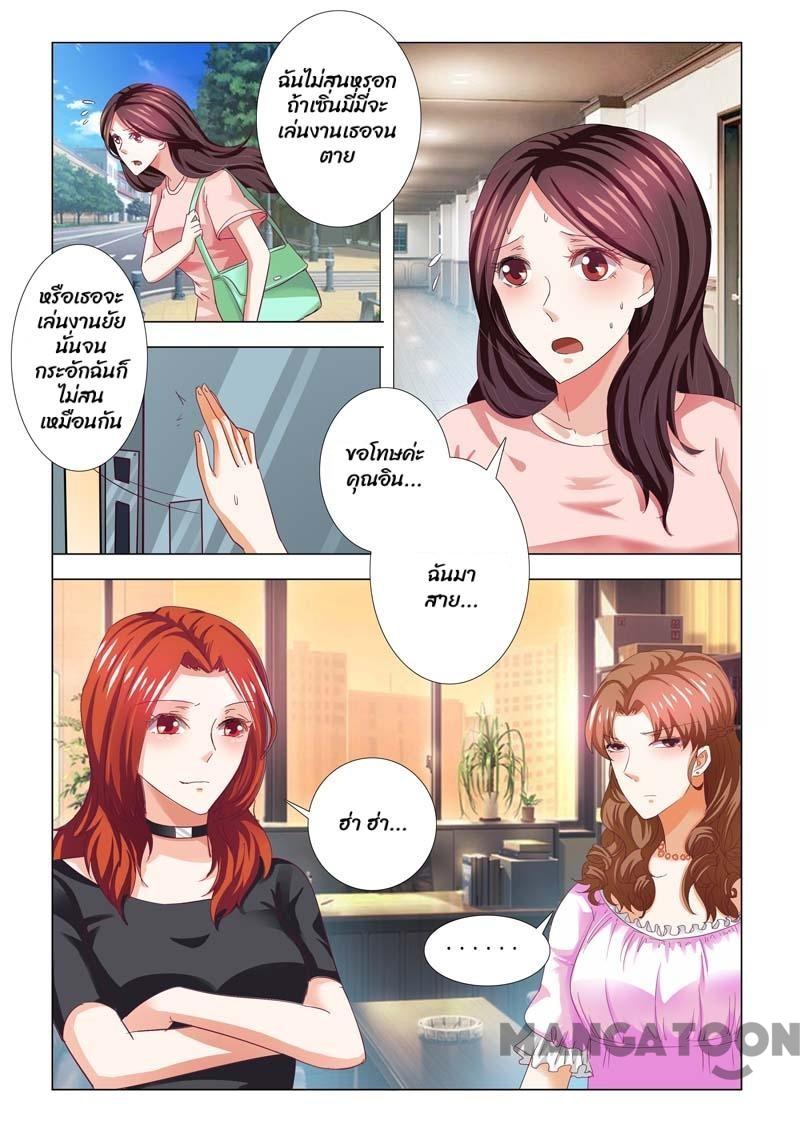 ฉันไม่สนหรอก
ถ้าเซิ่นมี่มี่จะ
เล่นงานเธอจน
ตาย
หรือเธอจะ
เล่นงานยัย
นั่นจน
กระอักฉันก็
ไม่สน
เหมือนกัน
ขอโทษค่ะ
คุณอิน...
ฉันมา
สาย...
ฮ่า ฮ่า...
......
MANGATOON